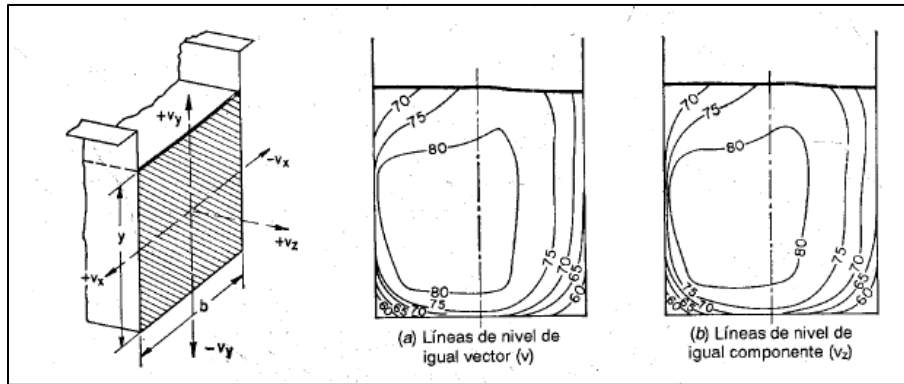 +vy
-vx
+vz
+vx
y
b
-vy
70
75
80
80
75
70
65
60
60
65
70
75
(a) Líneas de nivel de
igual vector (v)
70
75
80
80
75
70
65
60
60
65
70
75
(b) Líneas de nivel de
igual componente (vz)